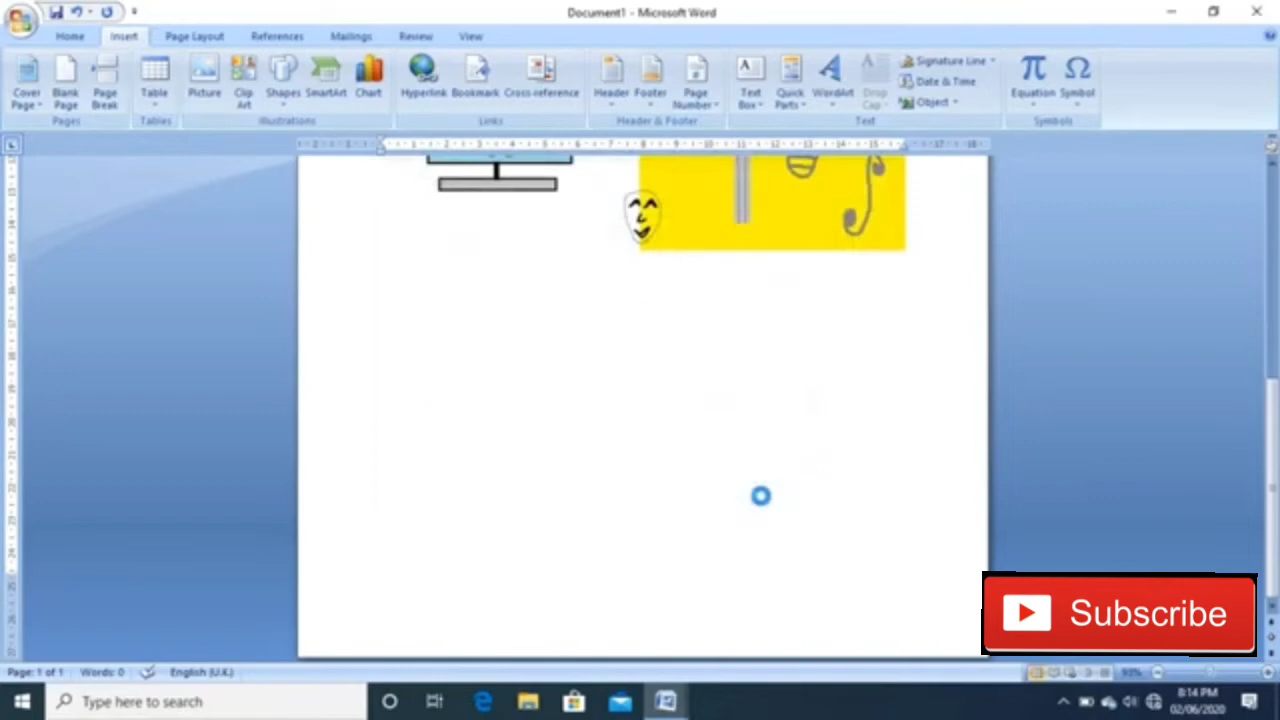 Document1 - Microsoft Word
Home Insert Page Layout References Mailings Review View
Cover Page Blank Page Page Break Table Picture Clip Art Shapes SmartArt Chart Hyperlink Bookmark Cross-reference Header Footer Page Number Text Box Quick Parts WordArt Drop Cap Signature Line Date & Time Object Equation Symbol
Pages Tables Illustrations Links Header & Footer Text Symbols
Subscribe
Page: 1 of 1 Words: 0 English (U.K.) 93%
Type here to search
8:14 PM
02/06/2020